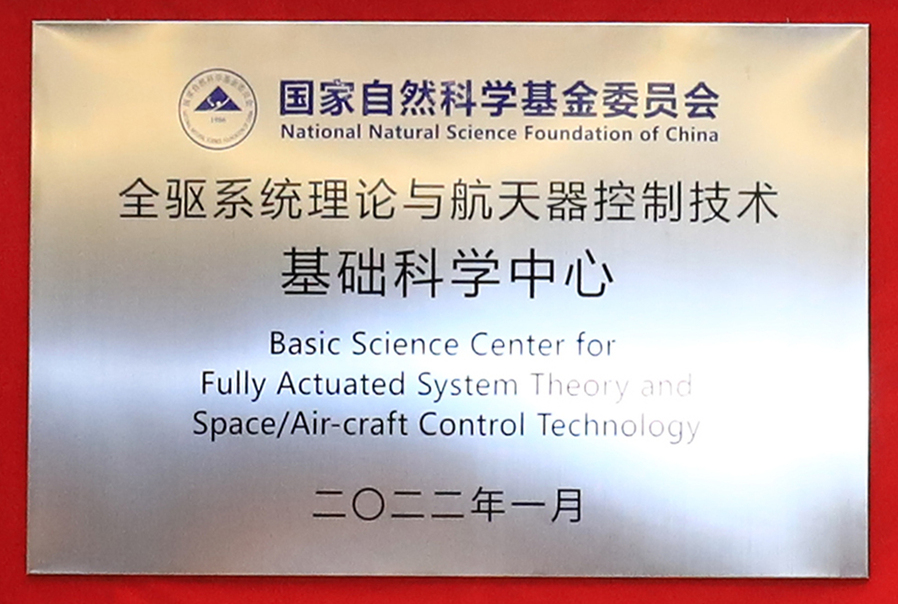 国家自然科学基金委员会
National Natural Science Foundation of China
全驱系统理论与航天器控制技术
基础科学中心
Basic Science Center for
Fully Actuated System Theory and
Space/Air-craft Control Technology
二〇二二年一月